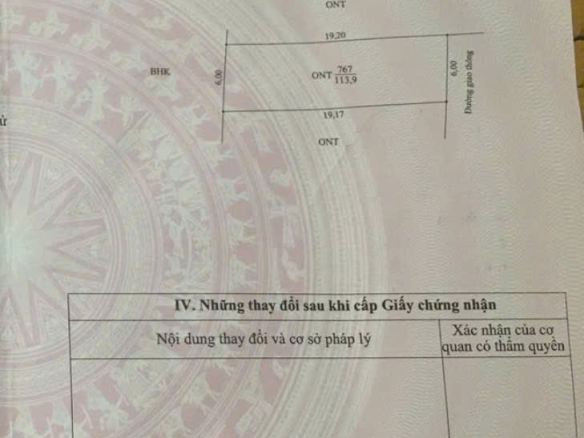 ONT
19,20
BHK
6,00
ONT 767
113,9
6,00
Đường giao thông
19,17
ONT
IV. Những thay đổi sau khi cấp Giấy chứng nhận
Nội dung thay đổi và cơ sở pháp lý
Xác nhận của cơ
quan có thẩm quyền